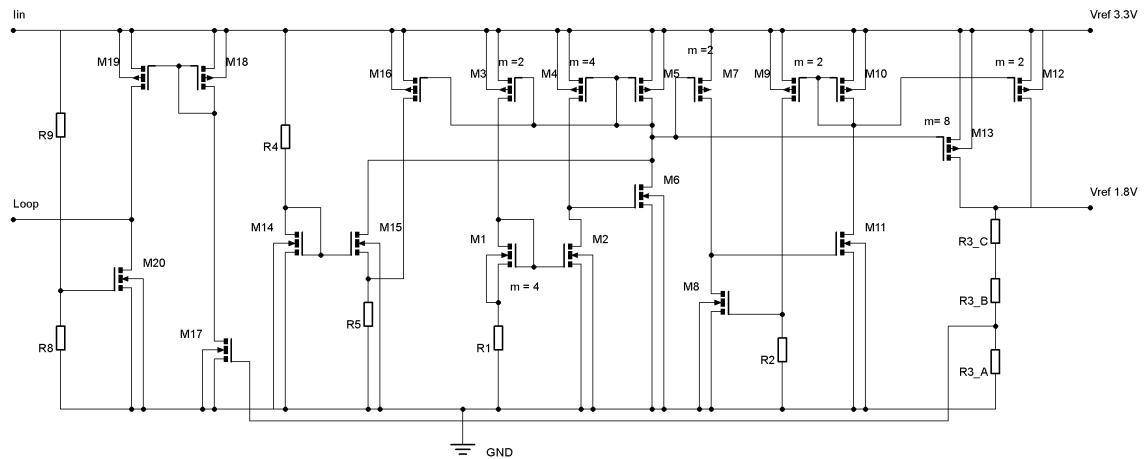 Iin
Vref 3.3V
m =2
M19
M18
M16
M3
m =2
M4
m =4
M5
M7
M9
m = 2
M10
m = 2
M12
R9
R4
m= 8
M13
M6
Loop
Vref 1.8V
M14
M15
M1
M2
M11
R3_C
M20
m = 4
M8
R3_B
R8
M17
R5
R1
R2
R3_A
GND